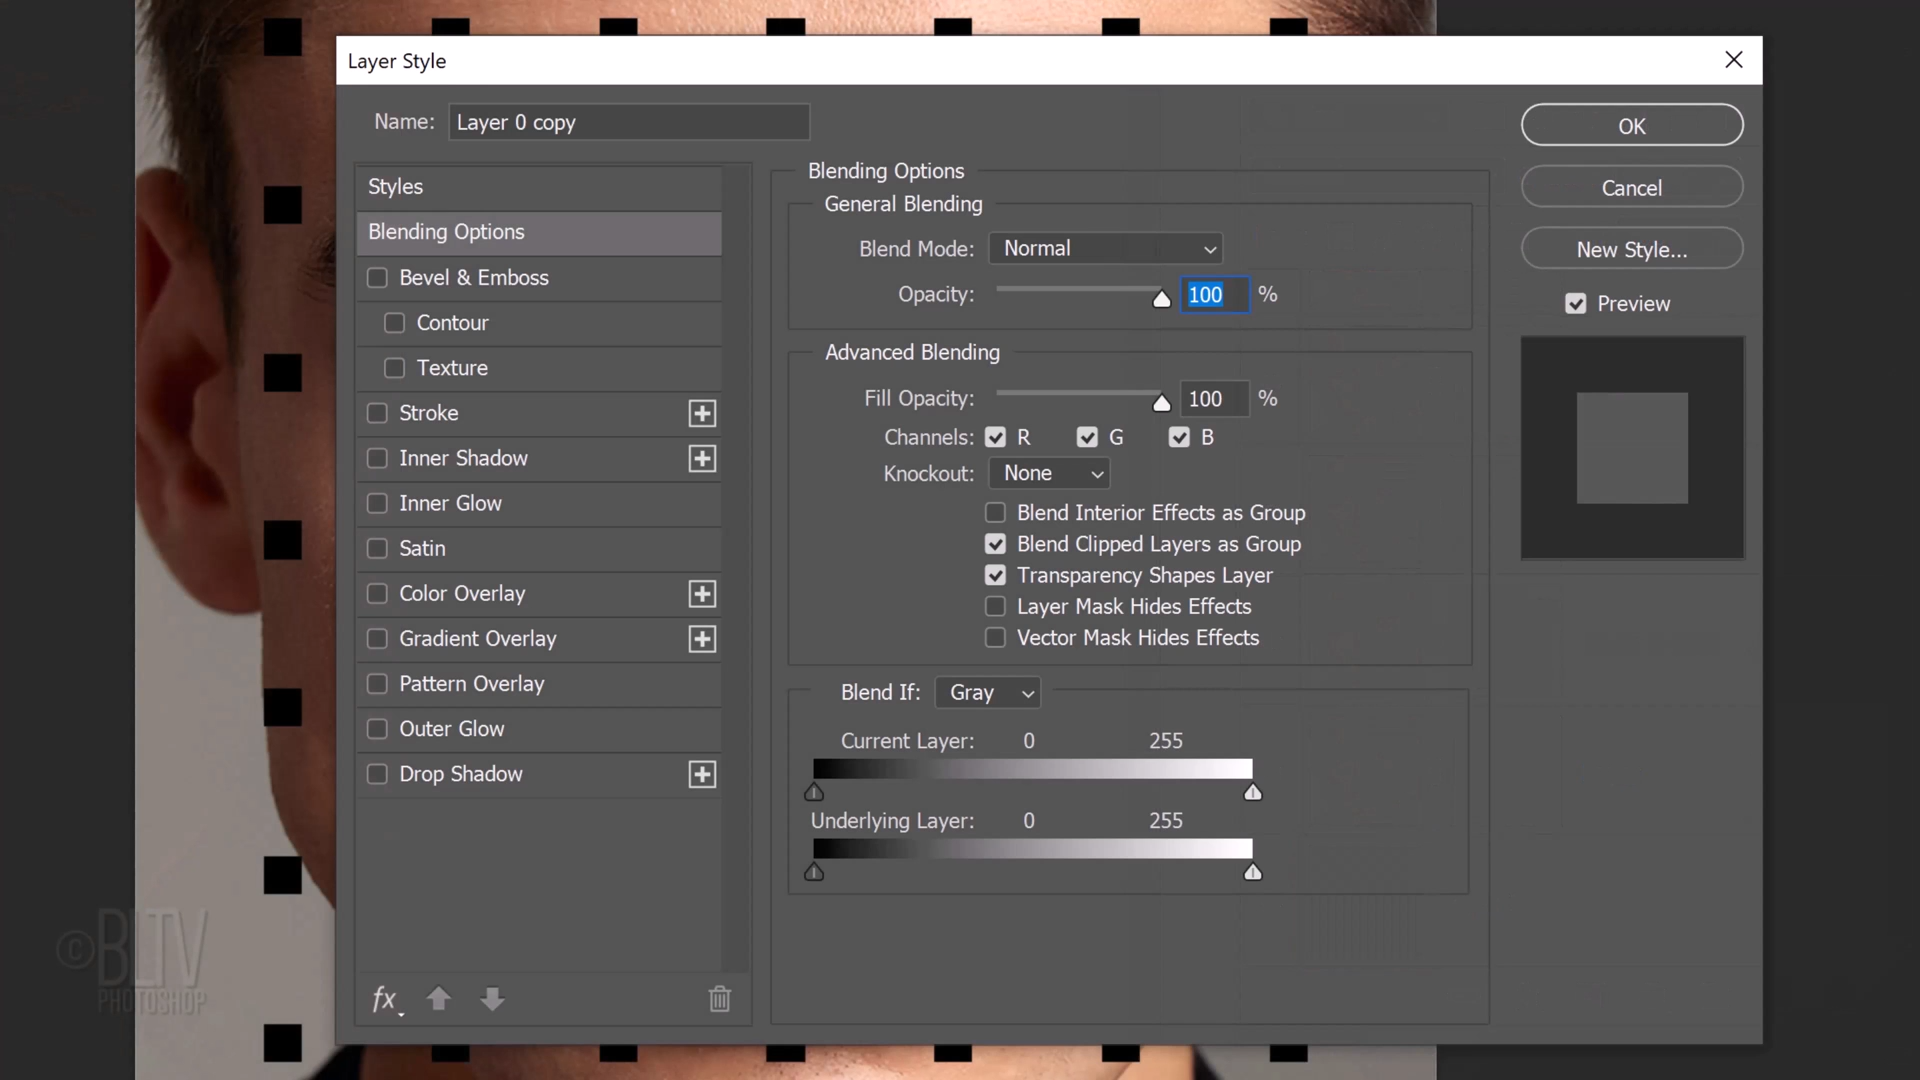 Layer Style
Name: Layer 0 copy
OK
Cancel
New Style...
Preview
Styles
Blending Options
Bevel & Emboss
Contour
Texture
Stroke
Inner Shadow
Inner Glow
Satin
Color Overlay
Gradient Overlay
Pattern Overlay
Outer Glow
Drop Shadow
fx
Blending Options
General Blending
Blend Mode: Normal
Opacity: 100 %
Advanced Blending
Fill Opacity: 100 %
Channels: R G B
Knockout: None
Blend Interior Effects as Group
Blend Clipped Layers as Group
Transparency Shapes Layer
Layer Mask Hides Effects
Vector Mask Hides Effects
Blend If: Gray
Current Layer: 0 255
Underlying Layer: 0 255
© BLTV
PHOTOSHOP